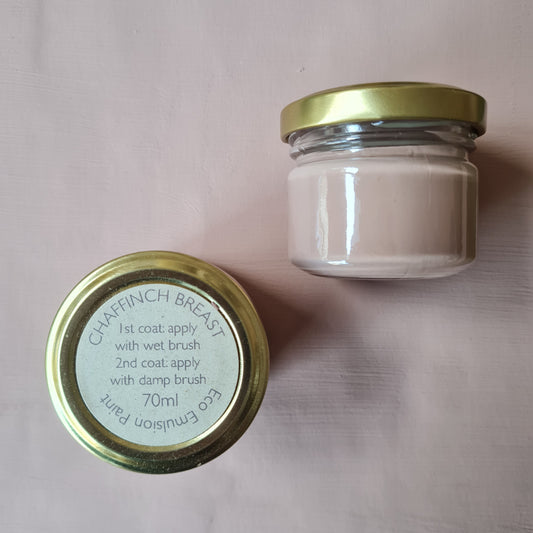 CHAFFINCH BREAST
1st coat: apply
with wet brush
2nd coat: apply
with damp brush
70ml
Eco Emulsion Paint